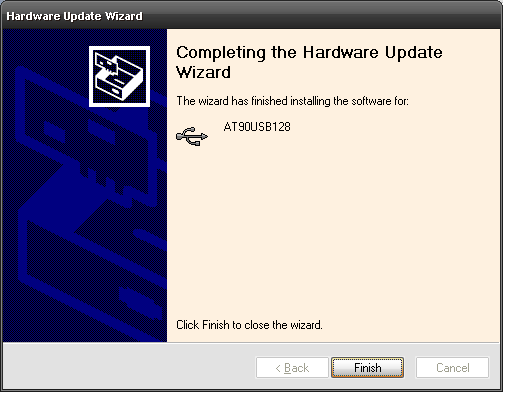 Hardware Update Wizard
Completing the Hardware Update
Wizard
The wizard has finished installing the software for:
AT90USB128
Click Finish to close the wizard.
< Back
Finish
Cancel